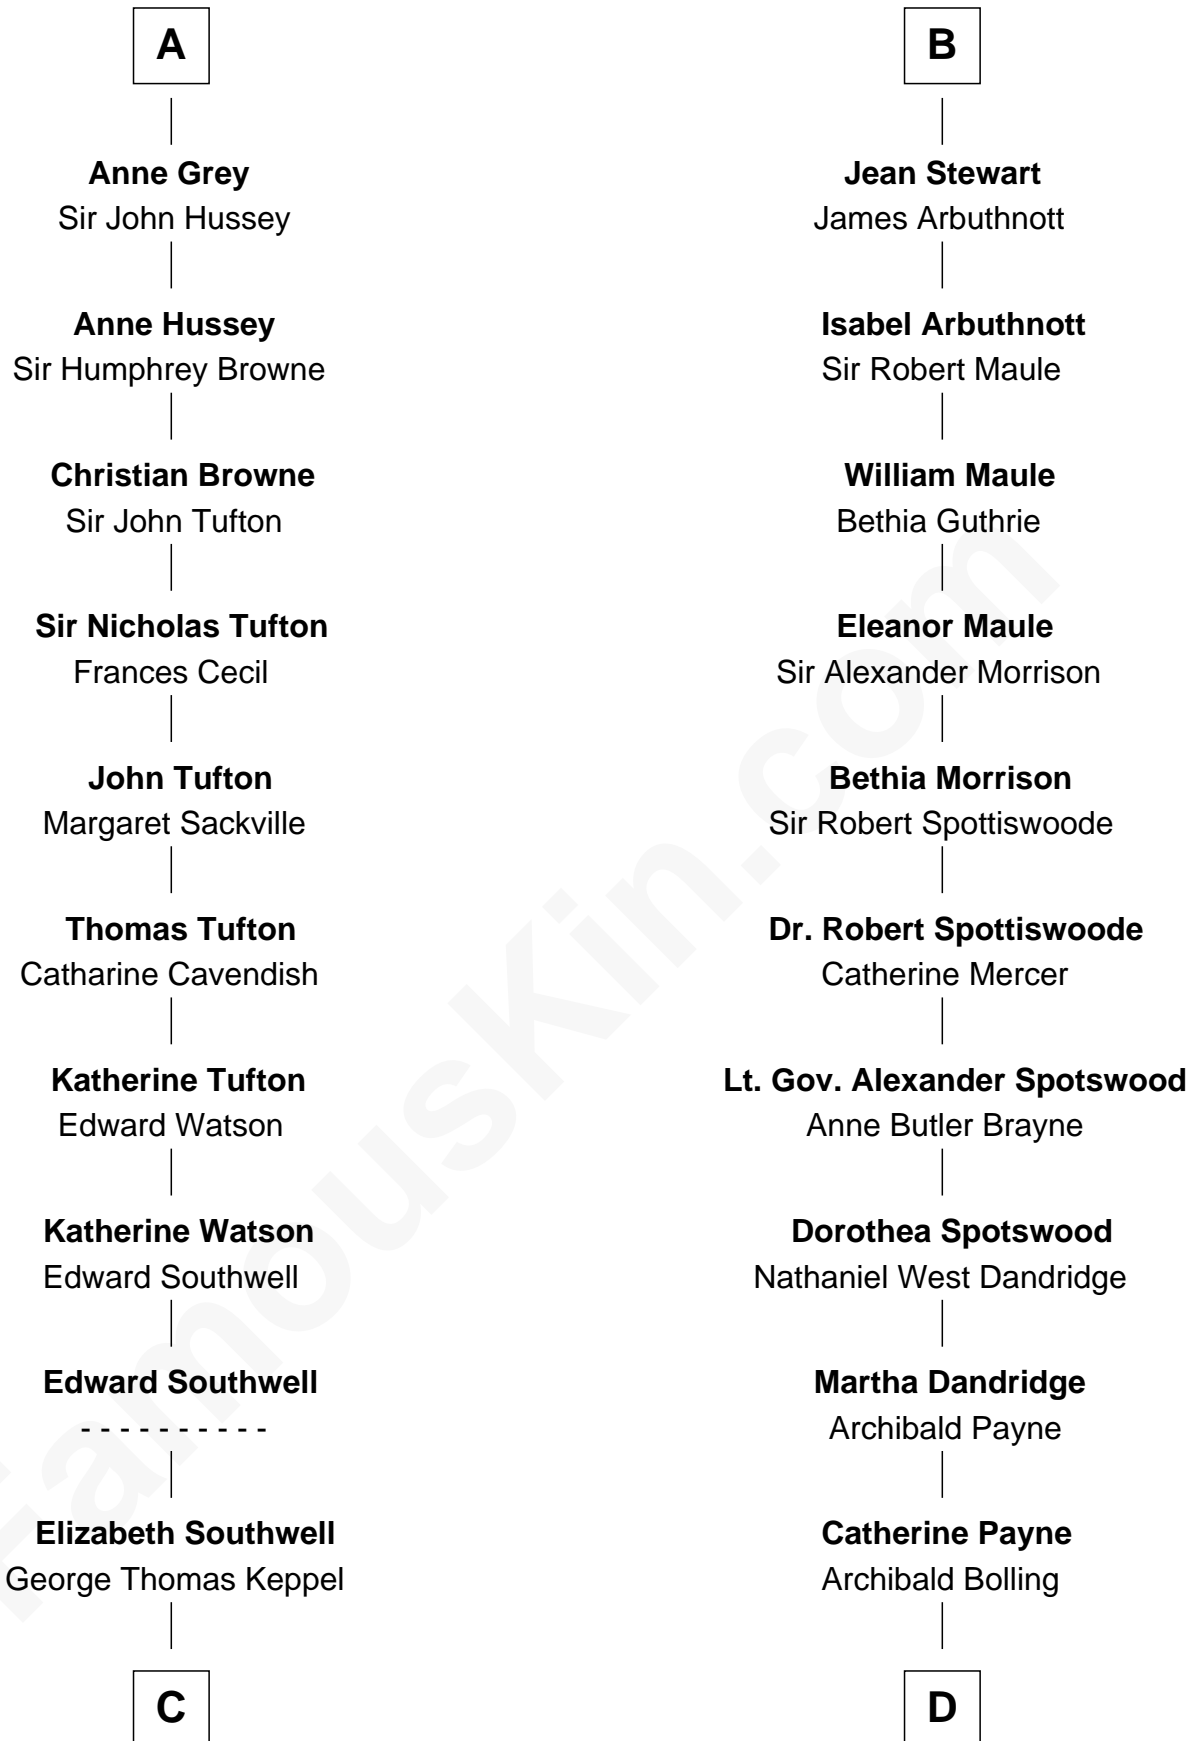 A
Anne Grey
Sir John Hussey
Anne Hussey
Sir Humphrey Browne
Christian Browne
Sir John Tufton
Sir Nicholas Tufton
Frances Cecil
John Tufton
Margaret Sackville
Thomas Tufton
Catharine Cavendish
Katherine Tufton
Edward Watson
Katherine Watson
Edward Southwell
Edward Southwell
- - - - - - - - - -
Elizabeth Southwell
George Thomas Keppel
C
B
Jean Stewart
James Arbuthnott
Isabel Arbuthnott
Sir Robert Maule
William Maule
Bethia Guthrie
Eleanor Maule
Sir Alexander Morrison
Bethia Morrison
Sir Robert Spottiswoode
Dr. Robert Spottiswoode
Catherine Mercer
Lt. Gov. Alexander Spotswood
Anne Butler Brayne
Dorothea Spotswood
Nathaniel West Dandridge
Martha Dandridge
Archibald Payne
Catherine Payne
Archibald Bolling
D
FamousKin.com